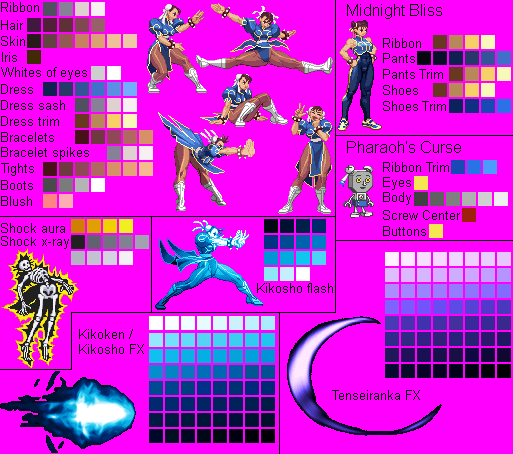 Ribbon
Hair
Skin
Iris
Whites of eyes
Dress
Dress sash
Dress trim
Bracelets
Bracelet spikes
Tights
Boots
Blush
Midnight Bliss
Ribbon
Pants
Pants Trim
Shoes
Shoes Trim
Pharaoh's Curse
Ribbon Trim
Eyes
Body
Screw Center
Buttons
Shock aura
Shock x-ray
Kikosho flash
Kikoken /
Kikosho FX
Tenseiranka FX